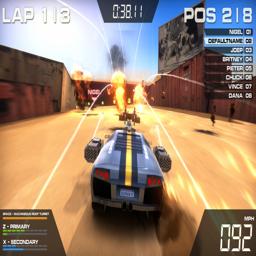 LAP 1|3
0:38.11
POS 2|8
NIGEL 01
DEFAULTNAME 02
JOEP 03
BRITNEY 04
PIETER 05
CHUCK 06
VINCE 07
DANA 08
Z - PRIMARY
X - SECONDARY
092
MPH